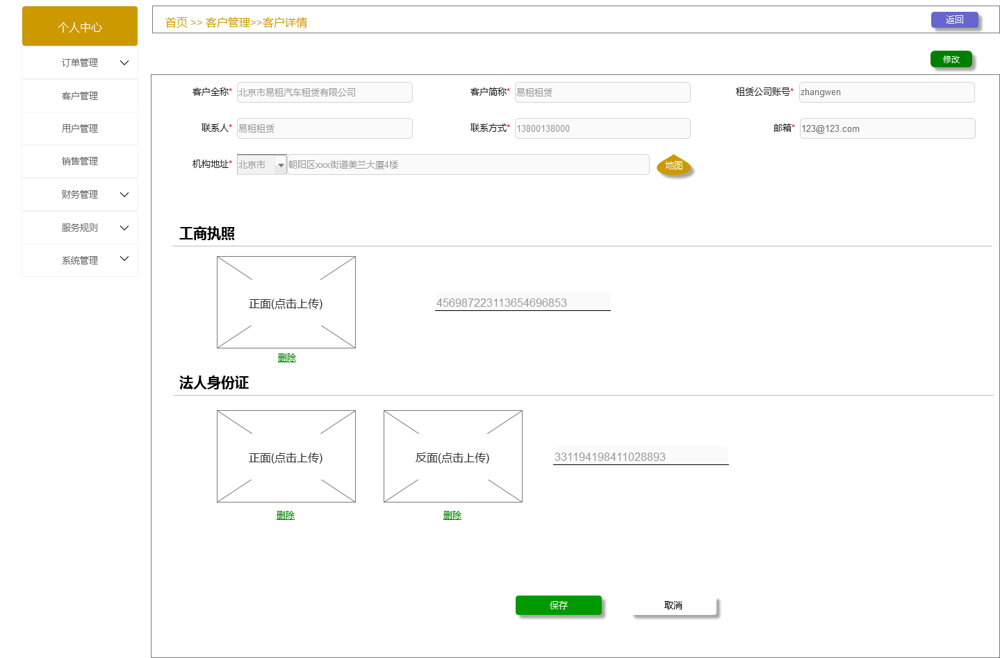 个人中心
订单管理
客户管理
用户管理
销售管理
财务管理
服务规则
系统管理
首页 >> 客户管理>>客户详情
返回
修改
客户全称* 北京市易租汽车租赁有限公司 客户简称* 易租租赁 租赁公司账号* zhangwen
联系人* 易租租赁 联系方式* 13800138000 邮箱* 123@123.com
机构地址* 北京市 朝阳区xxx街道美兰大厦4楼 地图
工商执照
正面(点击上传) 456987223113654696853
删除
法人身份证
正面(点击上传) 反面(点击上传) 331194198411028893
删除 删除
保存 取消